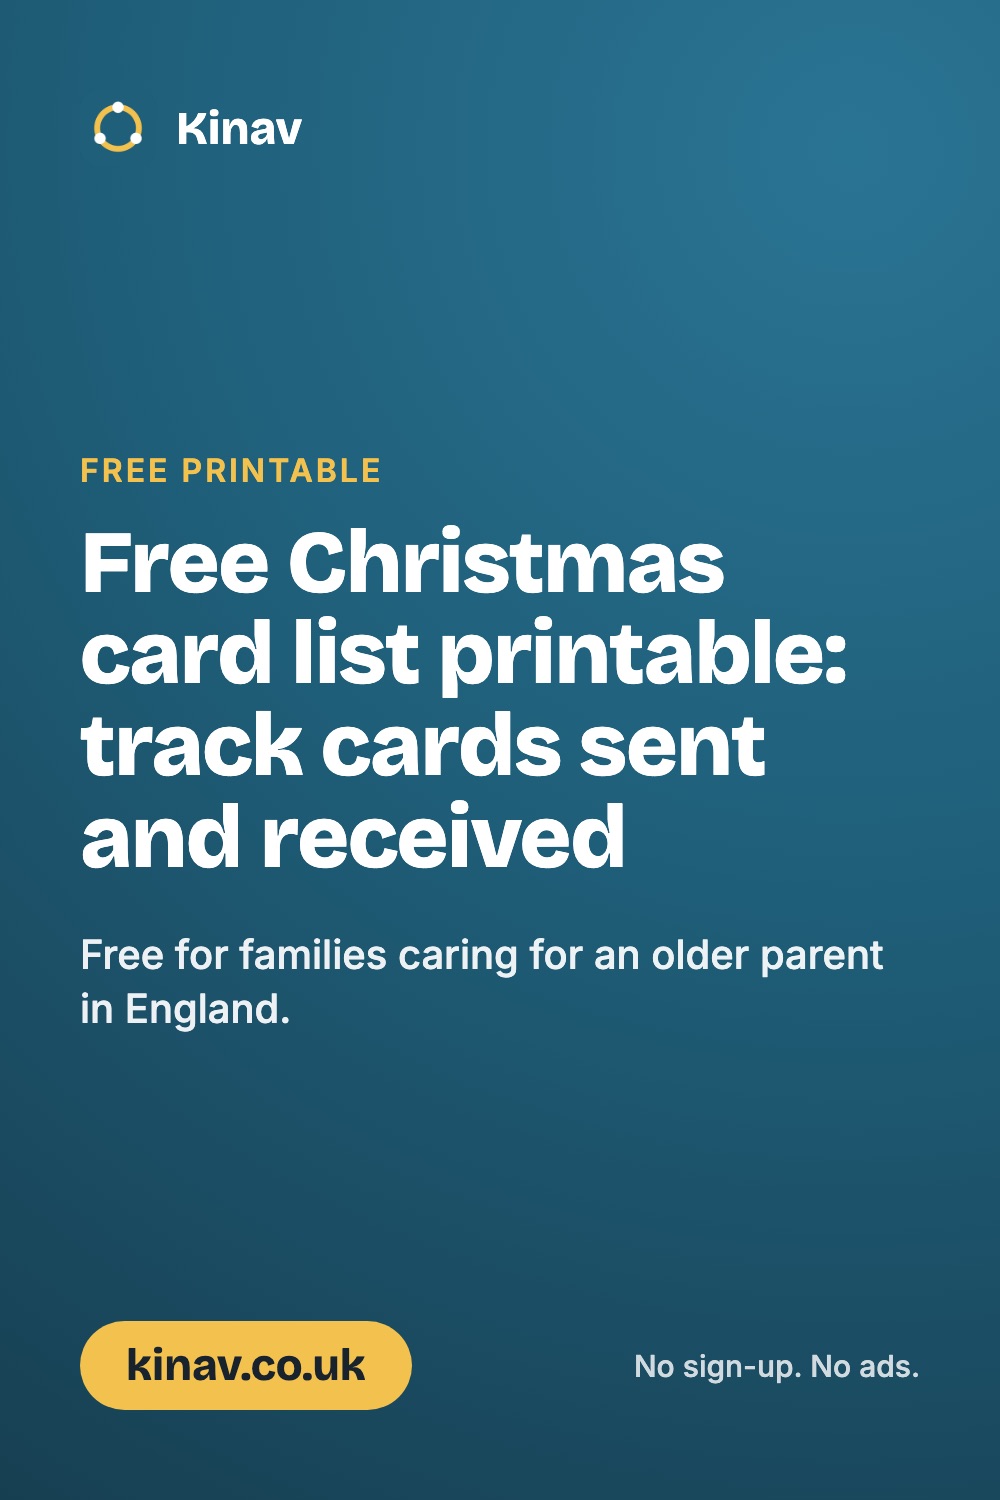 Kinav
FREE PRINTABLE
Free Christmas
card list printable:
track cards sent
and received
Free for families caring for an older parent
in England.
kinav.co.uk
No sign-up. No ads.